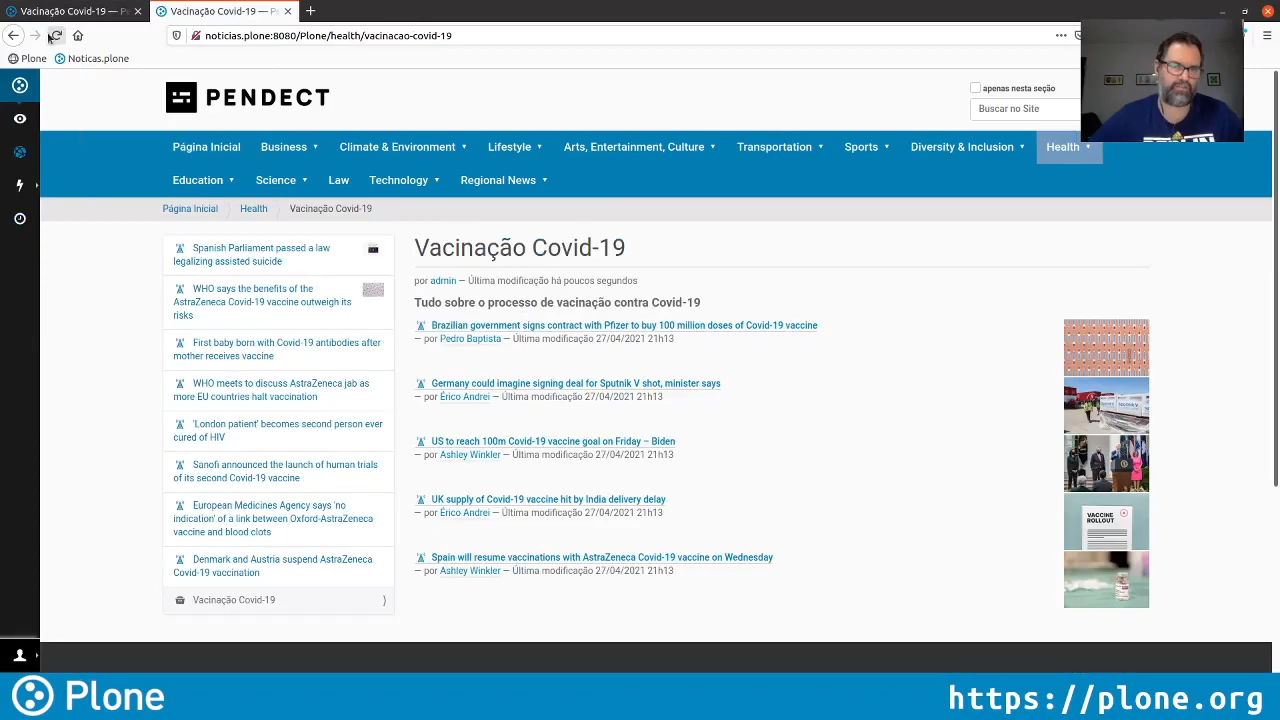 Vacinação Covid-19 — P
Vacinação Covid-19 — P
noticias.plone:8080/Plone/health/vacinacao-covid-19
Plone
Noticas.plone
PENDECT
apenas nesta seção
Buscar no Site
Página Inicial
Business
Climate & Environment
Lifestyle
Arts, Entertainment, Culture
Transportation
Sports
Diversity & Inclusion
Health
Education
Science
Law
Technology
Regional News
Página Inicial
Health
Vacinação Covid-19
Spanish Parliament passed a law
legalizing assisted suicide
WHO says the benefits of the
AstraZeneca Covid-19 vaccine outweigh its
risks
First baby born with Covid-19 antibodies after
mother receives vaccine
WHO meets to discuss AstraZeneca jab as
more EU countries halt vaccination
'London patient' becomes second person ever
cured of HIV
Sanofi announced the launch of human trials
of its second Covid-19 vaccine
European Medicines Agency says 'no
indication' of a link between Oxford-AstraZeneca
vaccine and blood clots
Denmark and Austria suspend AstraZeneca
Covid-19 vaccination
Vacinação Covid-19
Vacinação Covid-19
por admin — Última modificação há poucos segundos
Tudo sobre o processo de vacinação contra Covid-19
Brazilian government signs contract with Pfizer to buy 100 million doses of Covid-19 vaccine
— por Pedro Baptista — Última modificação 27/04/2021 21h13
Germany could imagine signing deal for Sputnik V shot, minister says
— por Érico Andrei — Última modificação 27/04/2021 21h13
US to reach 100m Covid-19 vaccine goal on Friday – Biden
— por Ashley Winkler — Última modificação 27/04/2021 21h13
UK supply of Covid-19 vaccine hit by India delivery delay
— por Érico Andrei — Última modificação 27/04/2021 21h13
VACCINE
ROLLOUT
Spain will resume vaccinations with AstraZeneca Covid-19 vaccine on Wednesday
— por Ashley Winkler — Última modificação 27/04/2021 21h13
Plone
https://plone.org